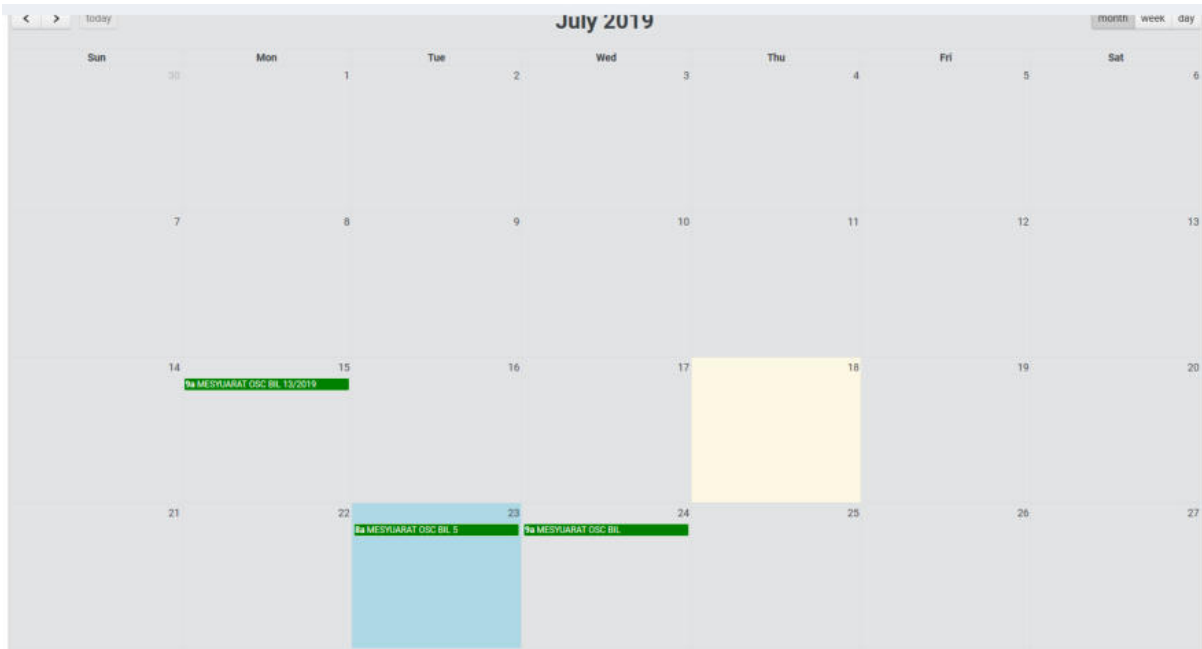 < > today July 2019 month week day
Sun Mon Tue Wed Thu Fri Sat
30 1 2 3 4 5 6
7 8 9 10 11 12 13
14 15 16 17 18 19 20
9a MESYUARAT OSC BIL 13/2019
21 22 23 24 25 26 27
8a MESYUARAT OSC BIL 5 9a MESYUARAT OSC BIL